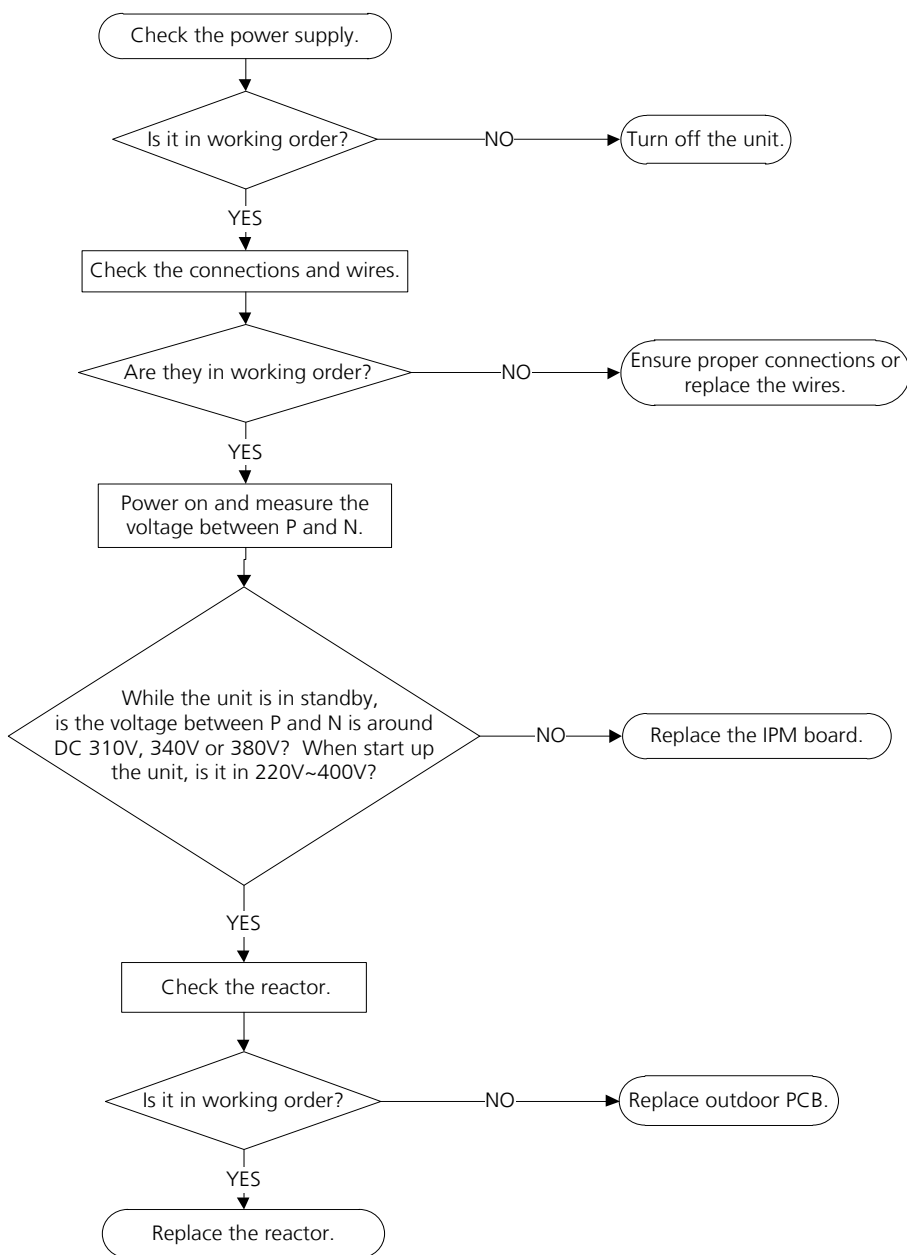 Check the power supply.
Is it in working order?
NO
Turn off the unit.
YES
Check the connections and wires.
Are they in working order?
NO
Ensure proper connections or
replace the wires.
YES
Power on and measure the
voltage between P and N.
While the unit is in standby,
is the voltage between P and N is around
DC 310V, 340V or 380V? When start up
the unit, is it in 220V~400V?
NO
Replace the IPM board.
YES
Check the reactor.
Is it in working order?
NO
Replace outdoor PCB.
YES
Replace the reactor.